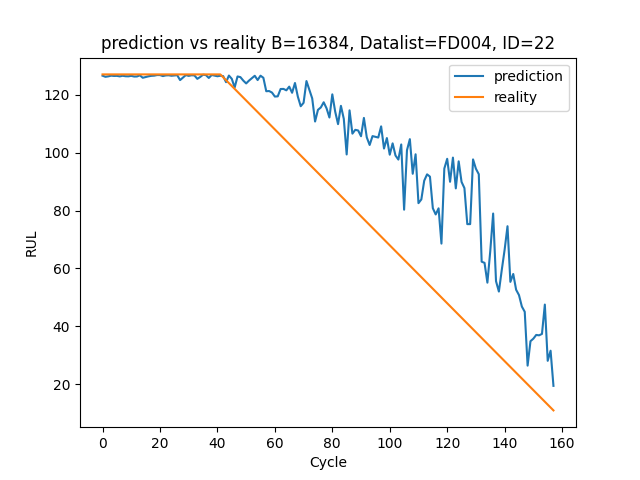 prediction vs reality B=16384, Datalist=FD004, ID=22
prediction
reality
RUL
120
100
80
60
40
20
0 20 40 60 80 100 120 140 160
Cycle